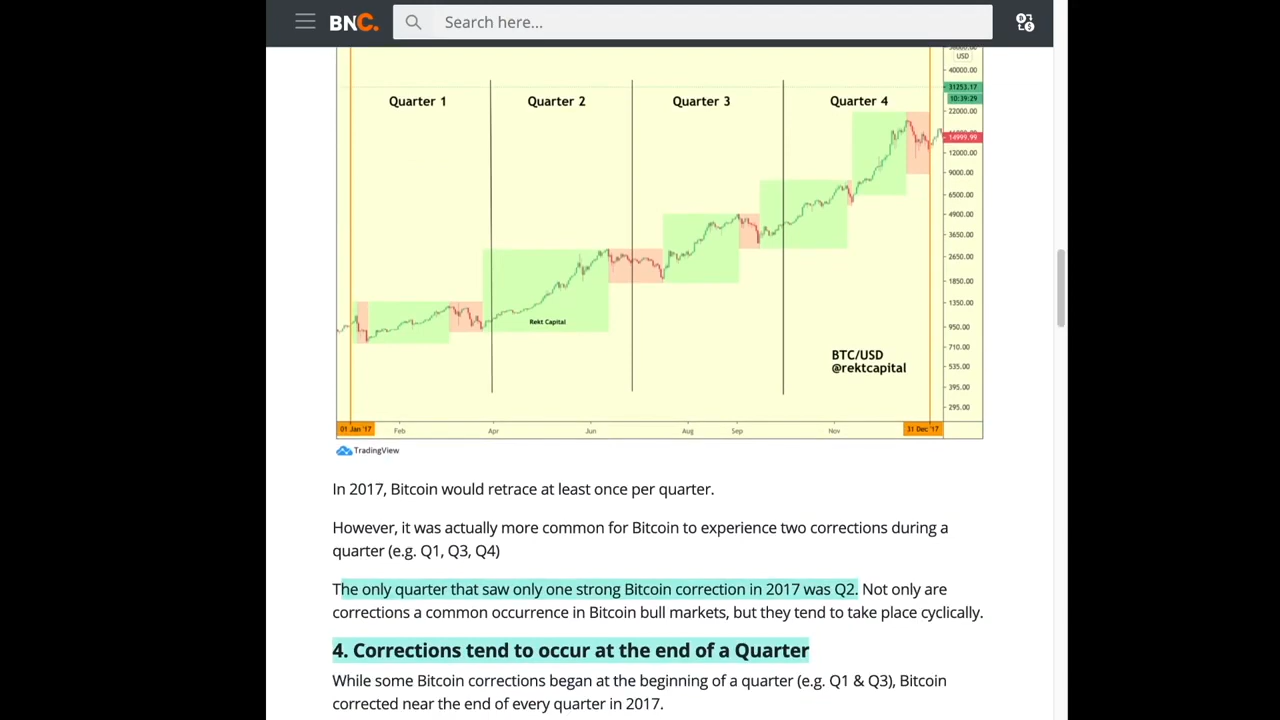 BNC.
Search here...
USD
40000.00
31253.17
10:39:29
Quarter 1
Quarter 2
Quarter 3
Quarter 4
22000.00
14999.99
12000.00
9000.00
6500.00
4900.00
3650.00
2650.00
1850.00
1350.00
Rekt Capital
950.00
710.00
BTC/USD
@rektcapital
535.00
395.00
295.00
01 Jan '17
Feb
Apr
Jun
Aug
Sep
Nov
31 Dec '17
TradingView
In 2017, Bitcoin would retrace at least once per quarter.
However, it was actually more common for Bitcoin to experience two corrections during a
quarter (e.g. Q1, Q3, Q4)
The only quarter that saw only one strong Bitcoin correction in 2017 was Q2. Not only are
corrections a common occurrence in Bitcoin bull markets, but they tend to take place cyclically.
4. Corrections tend to occur at the end of a Quarter
While some Bitcoin corrections began at the beginning of a quarter (e.g. Q1 & Q3), Bitcoin
corrected near the end of every quarter in 2017.